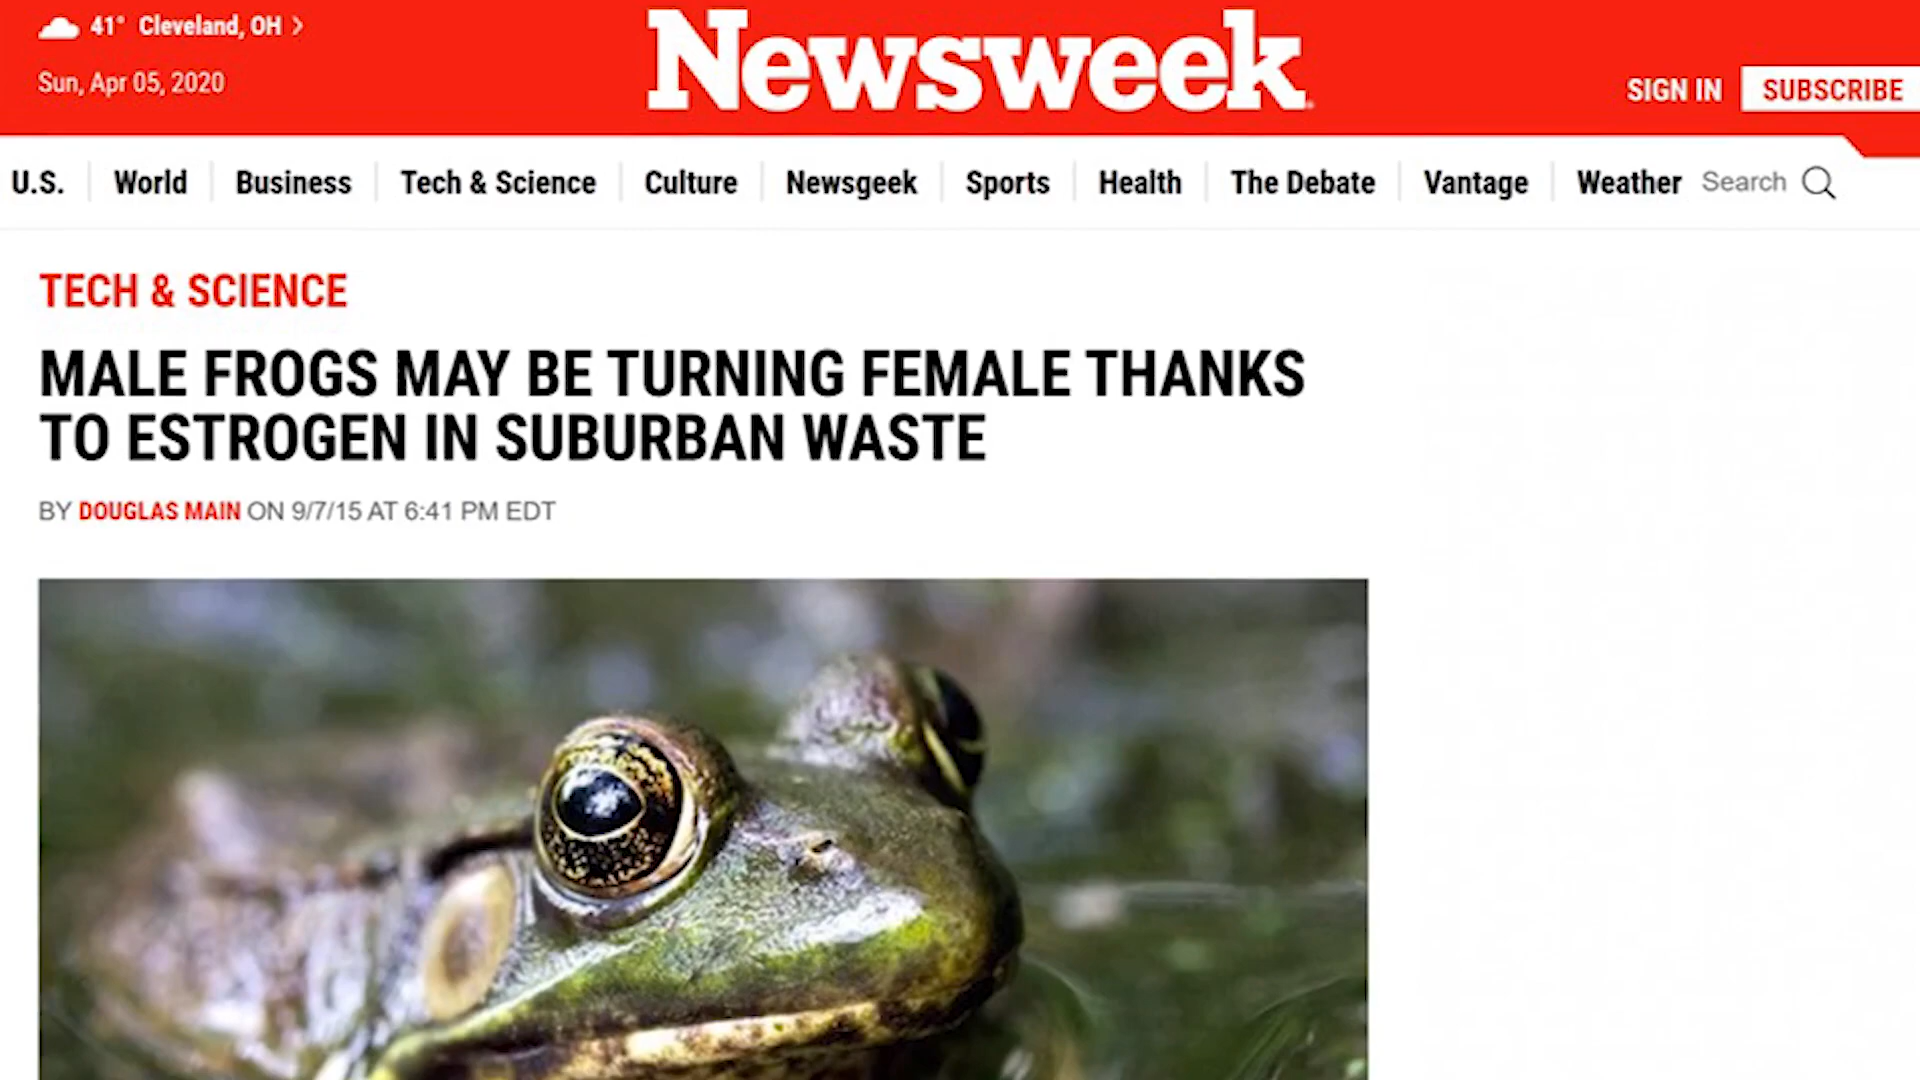 41° Cleveland, OH >
Sun, Apr 05, 2020
Newsweek
SIGN IN SUBSCRIBE
U.S. World Business Tech & Science Culture Newsgeek Sports Health The Debate Vantage Weather Search
TECH & SCIENCE
MALE FROGS MAY BE TURNING FEMALE THANKS
TO ESTROGEN IN SUBURBAN WASTE
BY DOUGLAS MAIN ON 9/7/15 AT 6:41 PM EDT